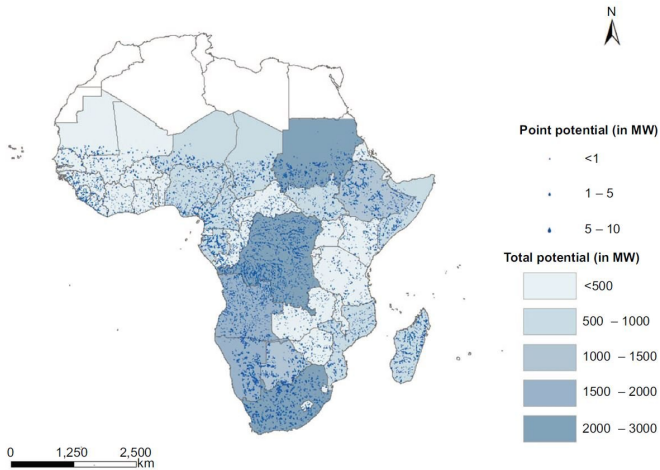 N
Point potential (in MW)
<1
1 – 5
5 – 10
Total potential (in MW)
<500
500 – 1000
1000 – 1500
1500 – 2000
2000 – 3000
0 1,250 2,500
km